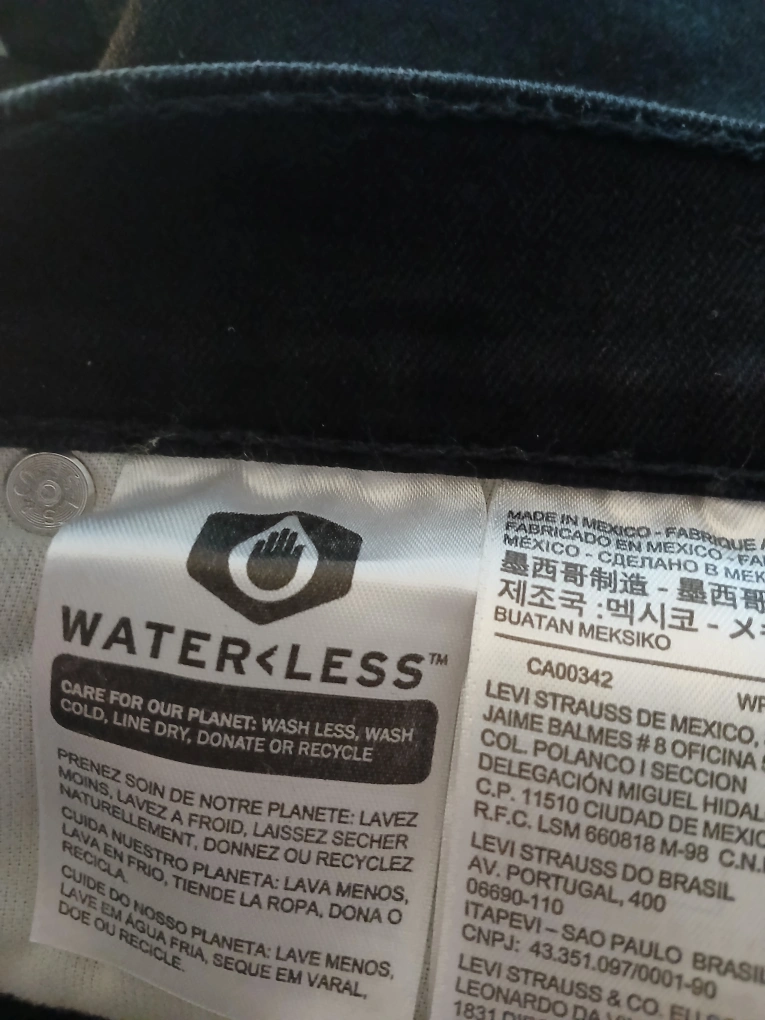 WATER<LESS™
CARE FOR OUR PLANET: WASH LESS, WASH
COLD, LINE DRY, DONATE OR RECYCLE
PRENEZ SOIN DE NOTRE PLANETE: LAVEZ
MOINS, LAVEZ A FROID, LAISSEZ SECHER
NATURELLEMENT, DONNEZ OU RECYCLEZ
CUIDA NUESTRO PLANETA: LAVA MENOS,
LAVA EN FRIO, TIENDE LA ROPA, DONA O
RECICLA.
CUIDE DO NOSSO PLANETA: LAVE MENOS,
LAVE EM ÁGUA FRIA, SEQUE EM VARAL,
DOE OU RECICLE.
MADE IN MEXICO - FABRIQUE
FABRICADO EN MEXICO -
MÉXICO - СДЕЛАНО В
墨西哥制造 - 墨西哥
제조국 :멕시코 - メキ
BUATAN MEKSIKO
CA00342
LEVI STRAUSS DE MEXICO,
JAIME BALMES # 8 OFICINA
COL. POLANCO I SECCION
DELEGACIÓN MIGUEL
C.P. 11510 CIUDAD DE
R.F.C. LSM 660818 M-98
LEVI STRAUSS DO BRASIL
AV. PORTUGAL, 400
06690-110
ITAPEVI – SAO PAULO BRASIL
CNPJ: 43.351.097/0001-90
LEVI STRAUSS & CO.
LEONARDO DA
1831